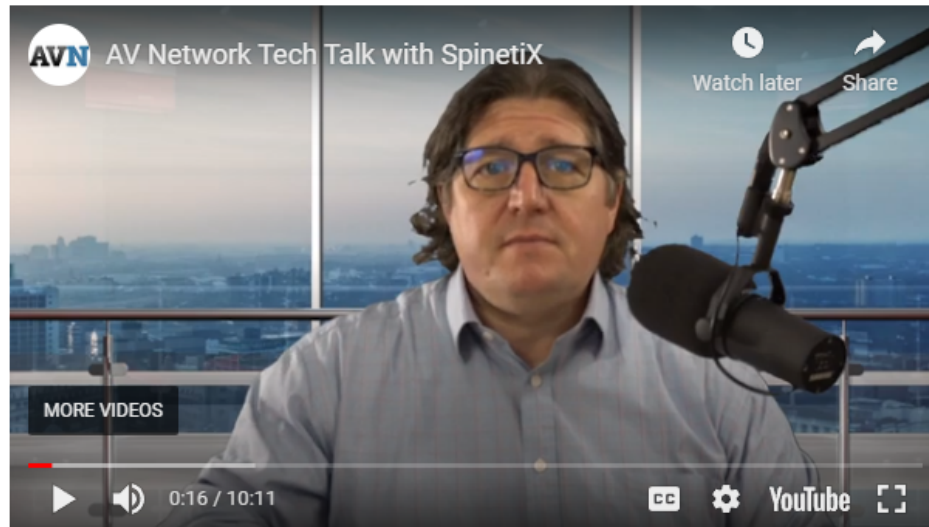 AVN AV Network Tech Talk with SpinetiX
Watch later
Share
MORE VIDEOS
0:16 / 10:11
CC
YouTube